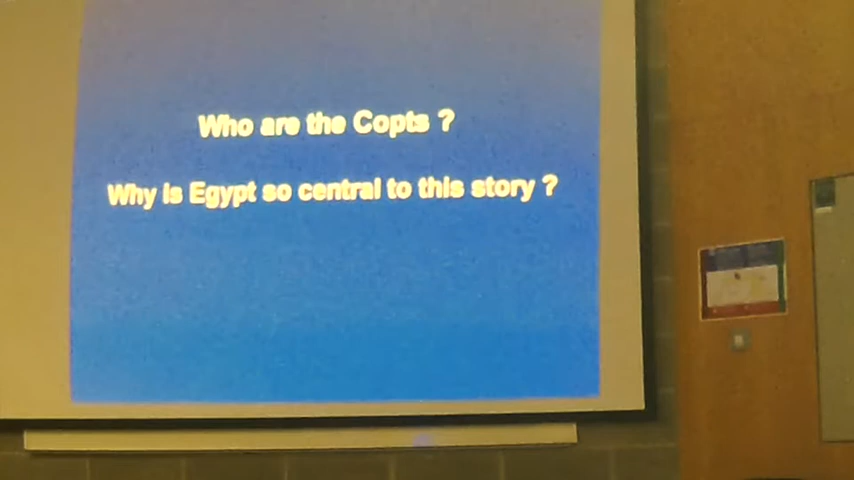 Who are the Copts ?
Why is Egypt so central to this story ?